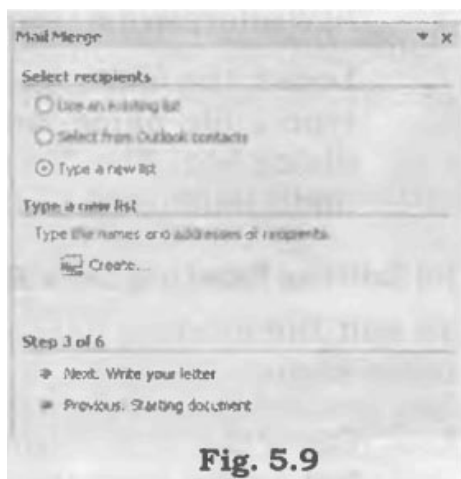 Mail Merge
Select recipients
Use an existing list
Select from Outlook contacts
Type a new list
Type a new list
Type the names and addresses of recipients.
Create...
Step 3 of 6
Next. Write your letter
Previous. Starting document
Fig. 5.9